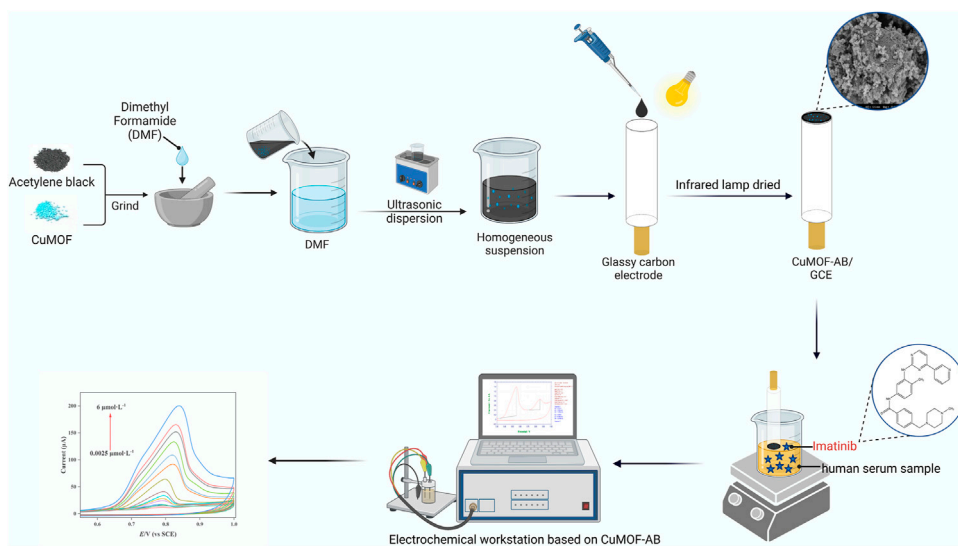 Dimethyl
Formamide
(DMF)
Acetylene black
CuMOF
Grind
DMF
Ultrasonic
dispersion
Homogeneous
suspension
Glassy carbon
electrode
Infrared lamp dried
CuMOF-AB/
GCE
Imatinib
human serum sample
Electrochemical workstation based on CuMOF-AB
6 μmol·L⁻¹
0.0025 μmol·L⁻¹
Current (μA)
200
150
100
50
0
0.6 0.7 0.8 0.9 1.0
E/V (vs SCE)